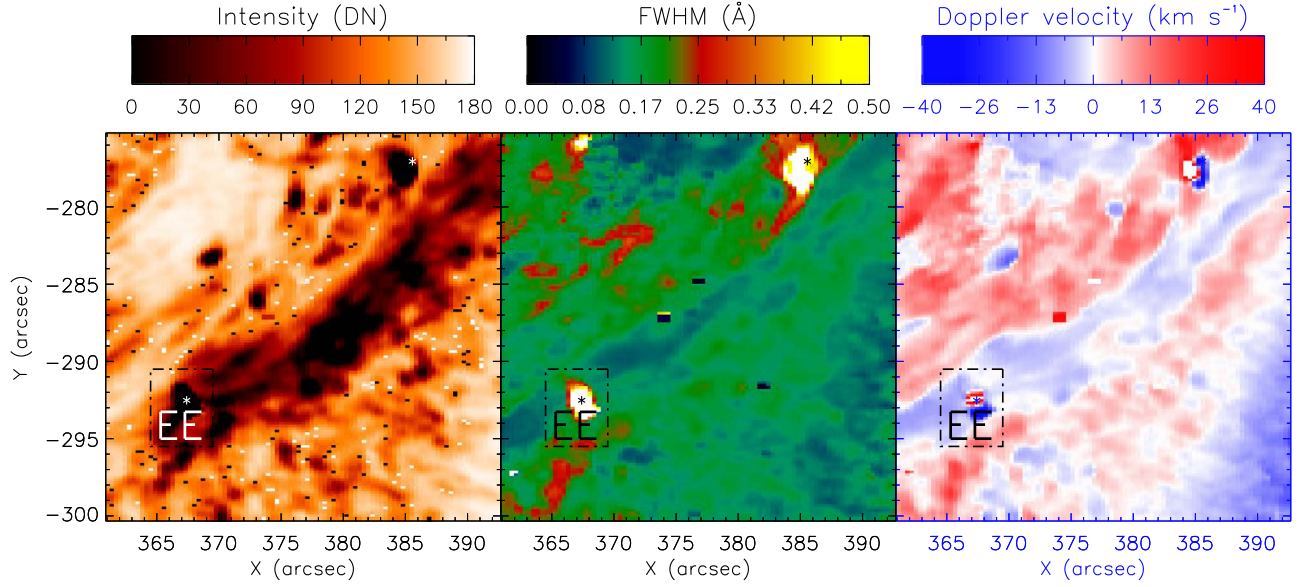 Intensity (DN) FWHM (Å) Doppler velocity (km s⁻¹)
0 30 60 90 120 150 180 0.00 0.08 0.17 0.25 0.33 0.42 0.50 −40 −26 −13 0 13 26 40
* * 
−280
−285
Y (arcsec)
−290
* * *
EE EE EE
−295
−300
365 370 375 380 385 390 365 370 375 380 385 390 365 370 375 380 385 390
X (arcsec) X (arcsec) X (arcsec)